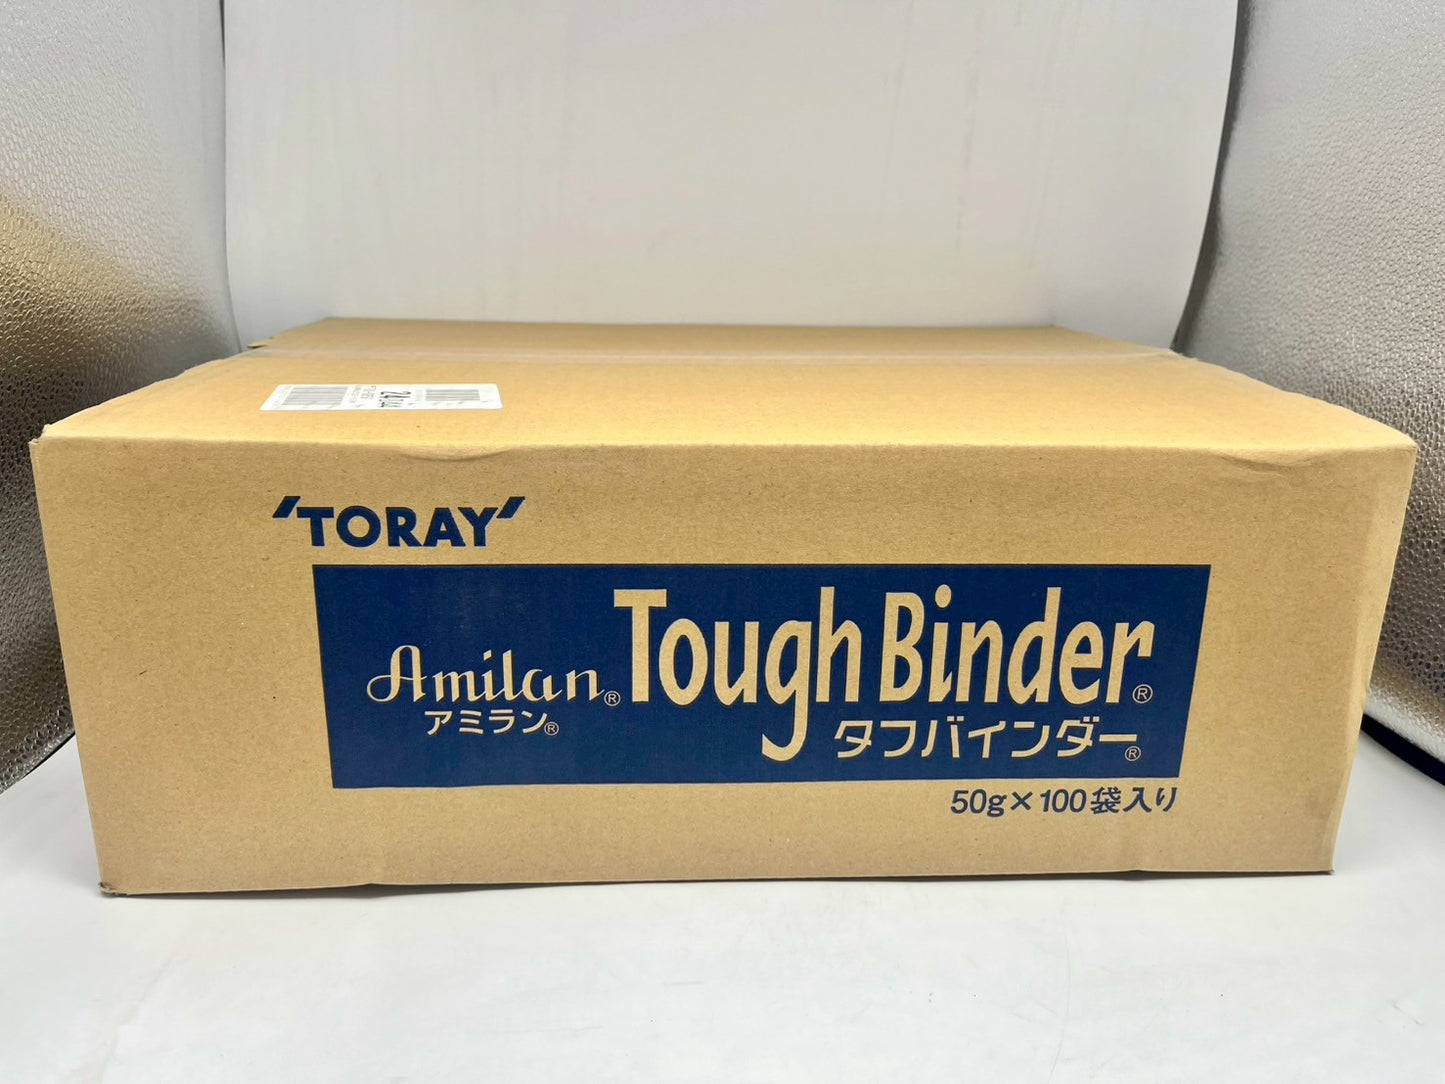 'TORAY'
Amilan® Tough Binder®
アミラン® タフバインダー®
50g×100袋入り